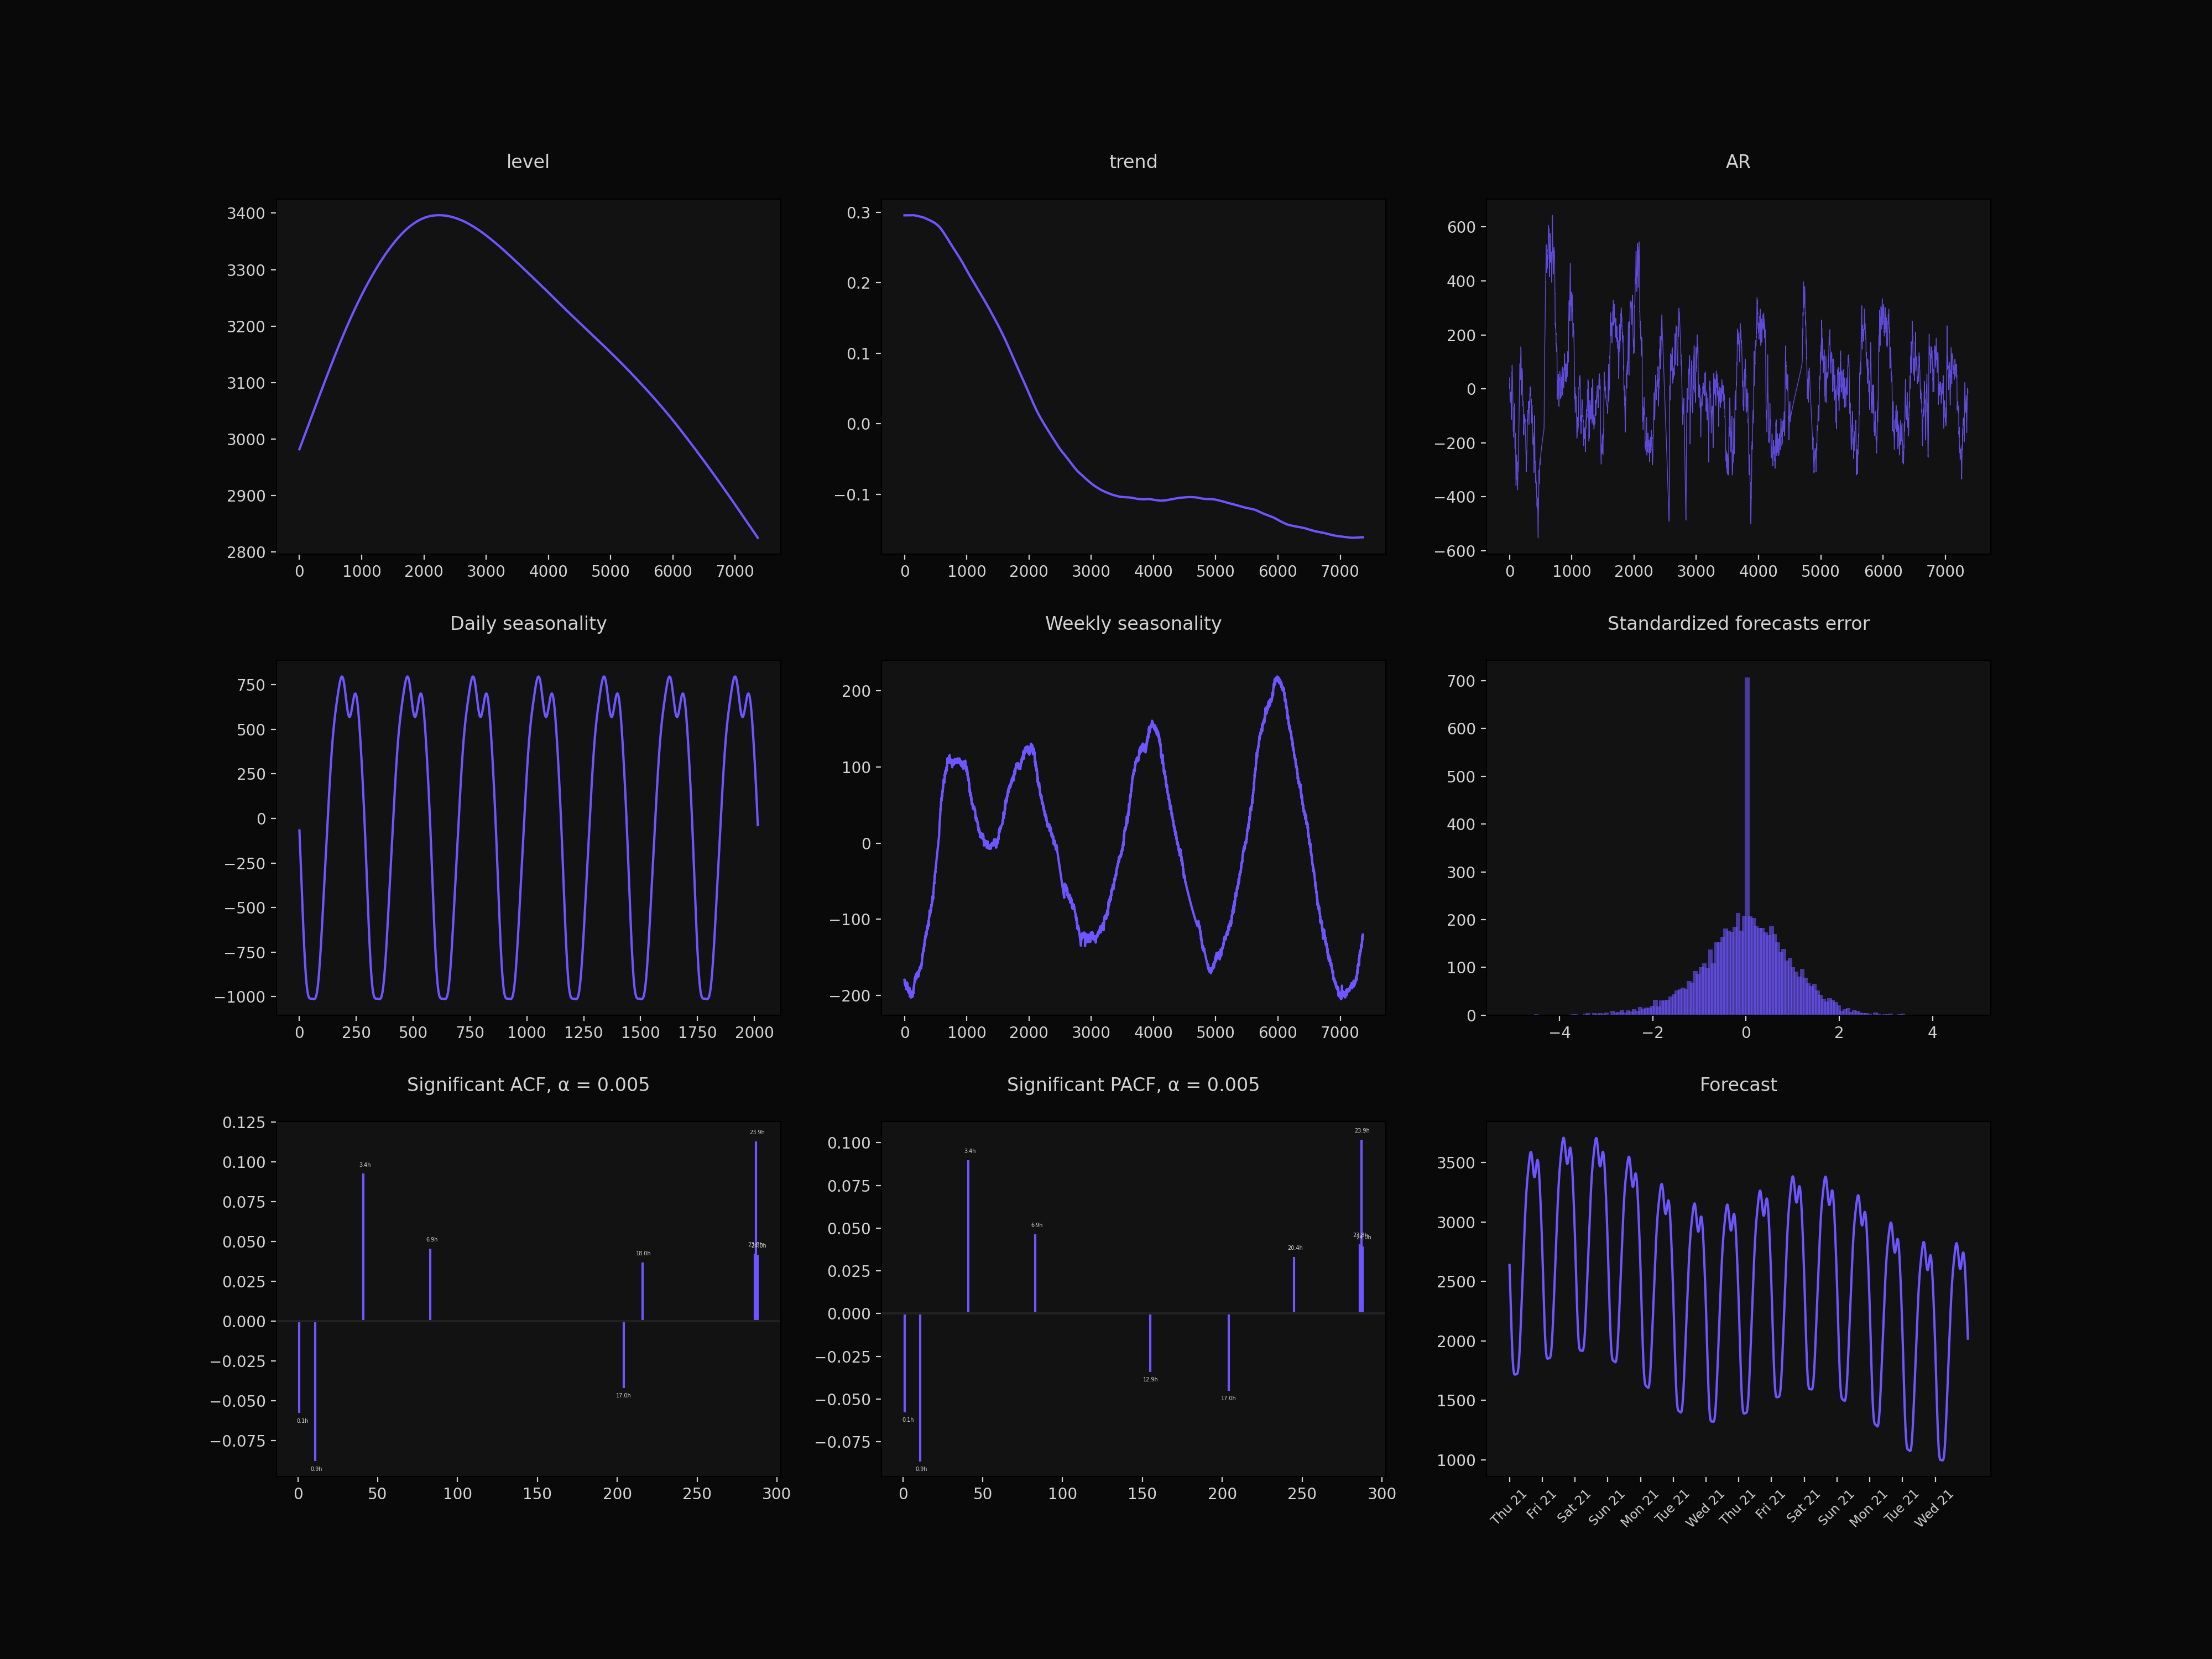 level
trend
AR
3400
3300
3200
3100
3000
2900
2800
0 1000 2000 3000 4000 5000 6000 7000
0.3
0.2
0.1
0.0
−0.1
0 1000 2000 3000 4000 5000 6000 7000
600
400
200
0
−200
−400
−600
0 1000 2000 3000 4000 5000 6000 7000
Daily seasonality
Weekly seasonality
Standardized forecasts error
750
500
250
0
−250
−500
−750
−1000
0 250 500 750 1000 1250 1500 1750 2000
200
100
0
−100
−200
0 1000 2000 3000 4000 5000 6000 7000
700
600
500
400
300
200
100
0
−4 −2 0 2 4
Significant ACF, α = 0.005
Significant PACF, α = 0.005
Forecast
0.125
0.100
0.075
0.050
0.025
0.000
−0.025
−0.050
−0.075
23.9h
3.4h
6.9h
18.0h
17.0h
0.1h
0.9h
0 50 100 150 200 250 300
0.100
0.075
0.050
0.025
0.000
−0.025
−0.050
−0.075
23.9h
3.4h
6.9h
20.4h
12.9h
17.0h
0.1h
0.9h
0 50 100 150 200 250 300
3500
3000
2500
2000
1500
1000
Thu 21
Fri 21
Sat 21
Sun 21
Mon 21
Tue 21
Wed 21
Thu 21
Fri 21
Sat 21
Sun 21
Mon 21
Tue 21
Wed 21